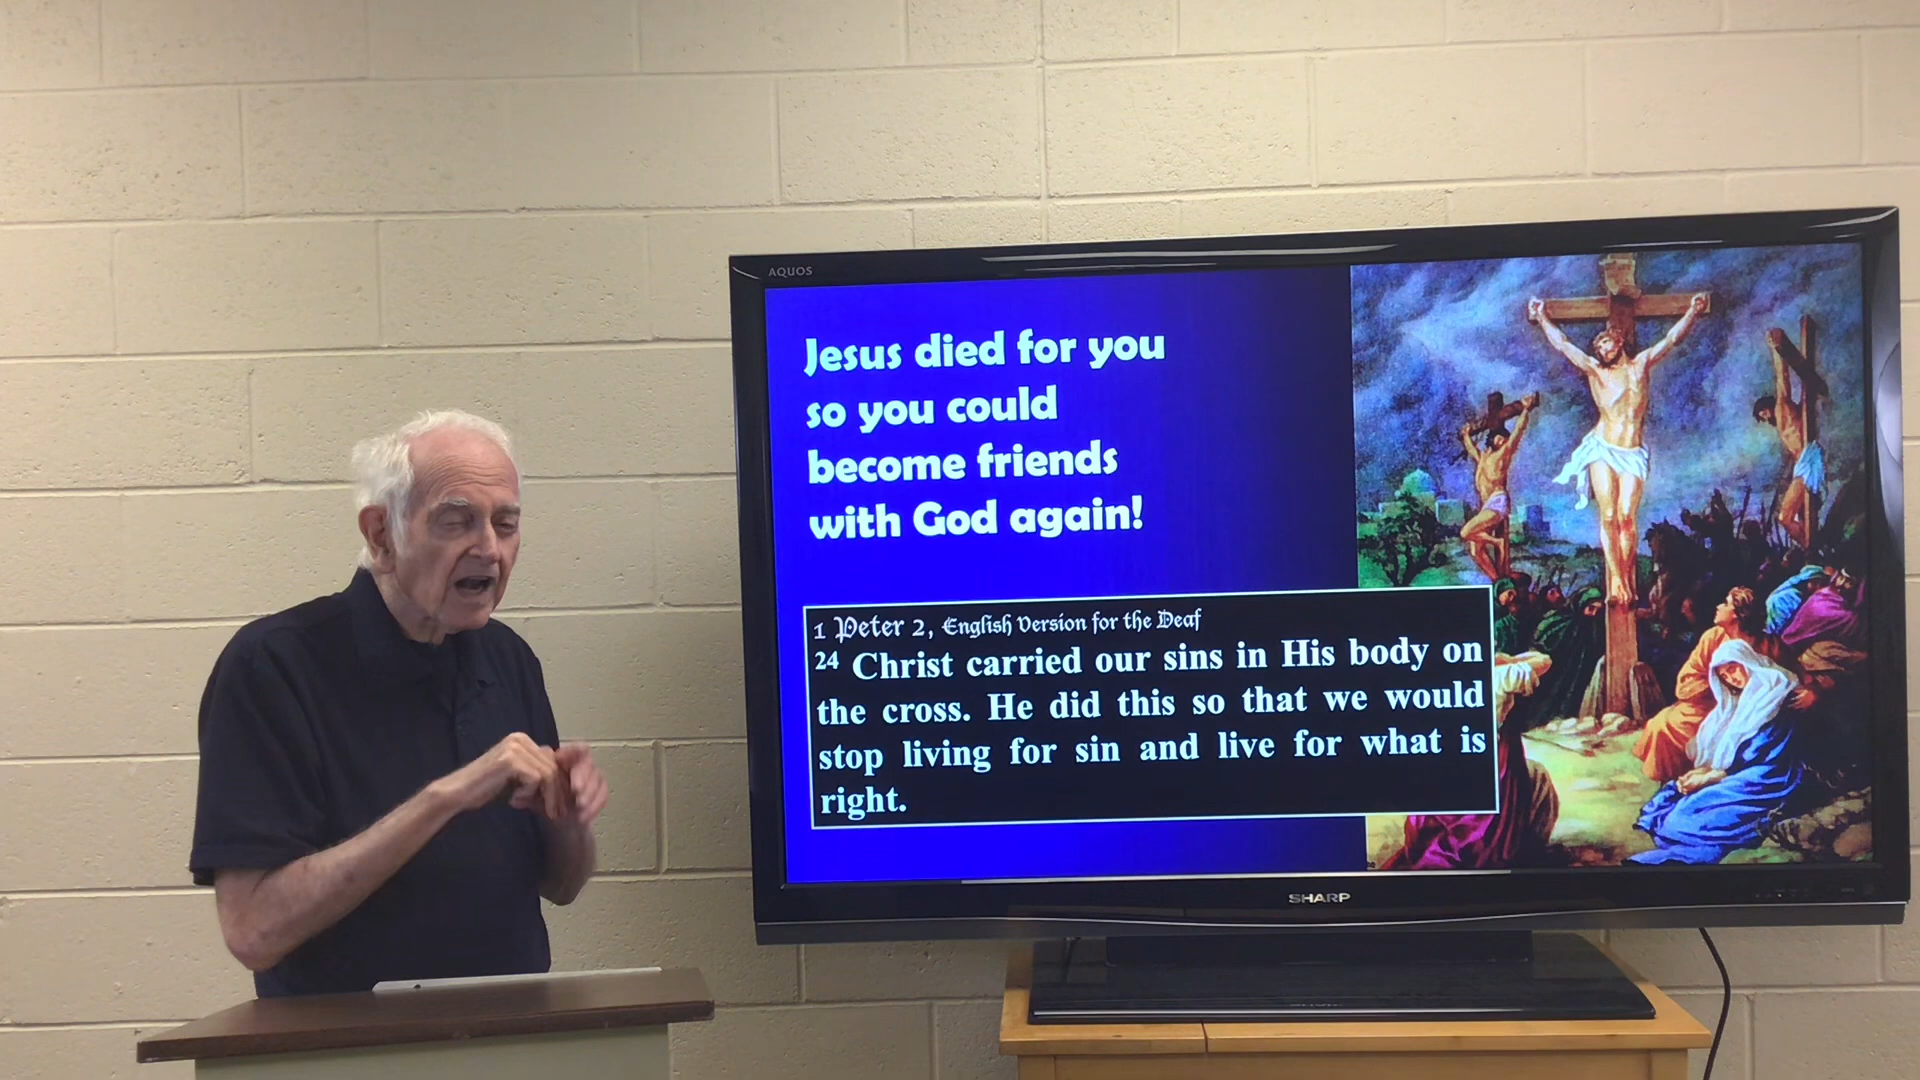 AQUOS
Jesus died for you
so you could
become friends
with God again!
1 Peter 2, English Version for the Deaf
24 Christ carried our sins in His body on
the cross. He did this so that we would
stop living for sin and live for what is
right.
SHARP